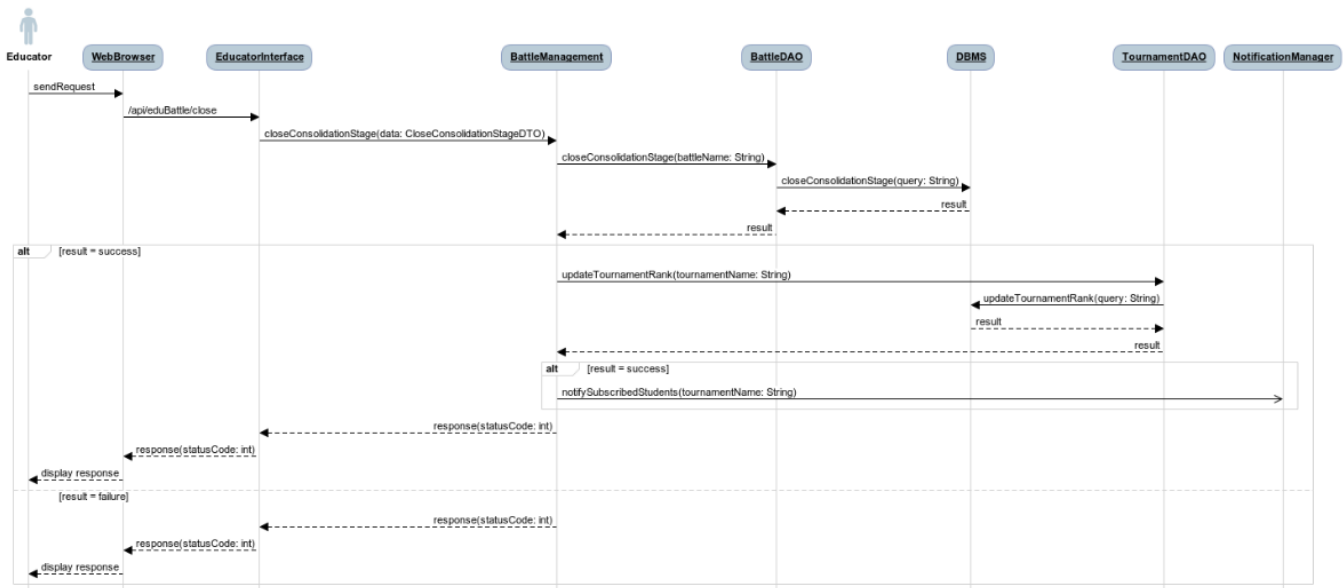 Educator WebBrowser EducatorInterface BattleManagement BattleDAO DBMS TournamentDAO NotificationManager
sendRequest
/api/eduBattle/close
closeConsolidationStage(data: CloseConsolidationStageDTO)
closeConsolidationStage(battleName: String)
closeConsolidationStage(query: String)
result
result
alt [result = success]
updateTournamentRank(tournamentName: String)
updateTournamentRank(query: String)
result
result
alt [result = success]
notifySubscribedStudents(tournamentName: String)
response(statusCode: int)
response(statusCode: int)
display response
[result = failure]
response(statusCode: int)
response(statusCode: int)
display response